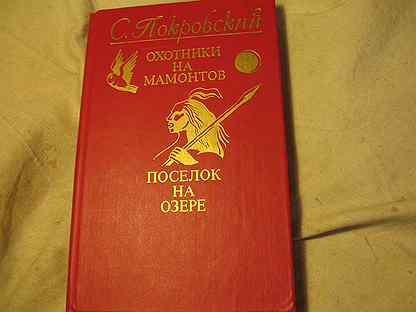 С. Покровский
ОХОТНИКИ
НА
МАМОНТОВ
ПОСЕЛОК
НА
ОЗЕРЕ